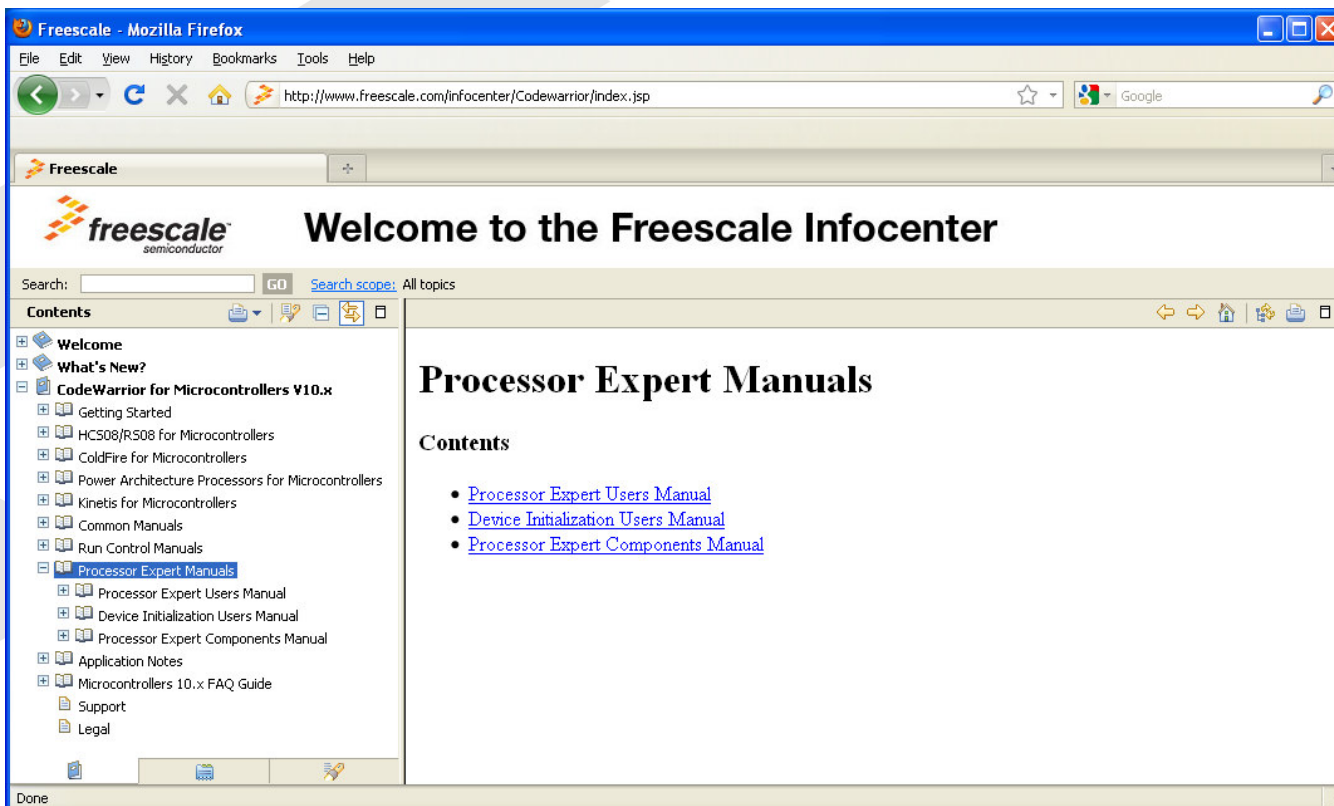 Freescale - Mozilla Firefox
File Edit View History Bookmarks Tools Help
http://www.freescale.com/infocenter/Codewarrior/index.jsp
Google
Freescale
freescale™
semiconductor
Welcome to the Freescale Infocenter
Search: GO Search scope: All topics
Contents
Welcome
What's New?
CodeWarrior for Microcontrollers V10.x
Getting Started
HCS08/RS08 for Microcontrollers
ColdFire for Microcontrollers
Power Architecture Processors for Microcontrollers
Kinetis for Microcontrollers
Common Manuals
Run Control Manuals
Processor Expert Manuals
Processor Expert Users Manual
Device Initialization Users Manual
Processor Expert Components Manual
Application Notes
Microcontrollers 10.x FAQ Guide
Support
Legal
Processor Expert Manuals
Contents
• Processor Expert Users Manual
• Device Initialization Users Manual
• Processor Expert Components Manual
Done